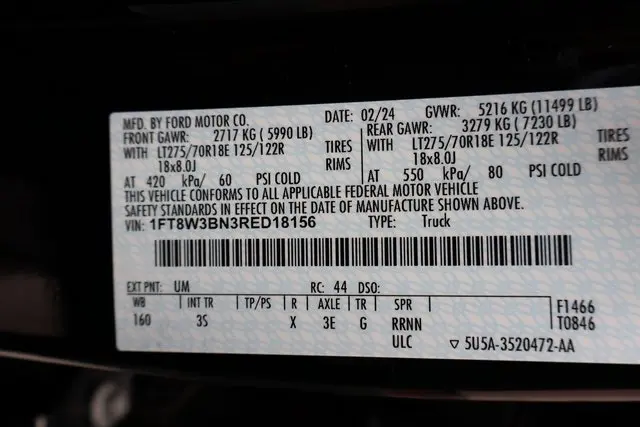 MFD. BY FORD MOTOR CO. DATE: 02/24 GVWR: 5216 KG (11499 LB)
FRONT GAWR: 2717 KG (5990 LB) REAR GAWR: 3279 KG (7230 LB)
WITH LT275/70R18E 125/122R TIRES WITH LT275/70R18E 125/122R TIRES
18x8.0J RIMS 18x8.0J RIMS
AT 420 kPa/ 60 PSI COLD AT 550 kPa/ 80 PSI COLD
THIS VEHICLE CONFORMS TO ALL APPLICABLE FEDERAL MOTOR VEHICLE
SAFETY STANDARDS IN EFFECT ON THE DATE OF MANUFACTURE SHOWN ABOVE.
VIN: 1FT8W3BN3RED18156 TYPE: Truck
EXT PNT: UM RC: 44 DSO:
WB INT TR TP/PS R AXLE TR SPR F1466
160 3S X 3E G RRNN T0846
ULC ▽ 5U5A-3520472-AA